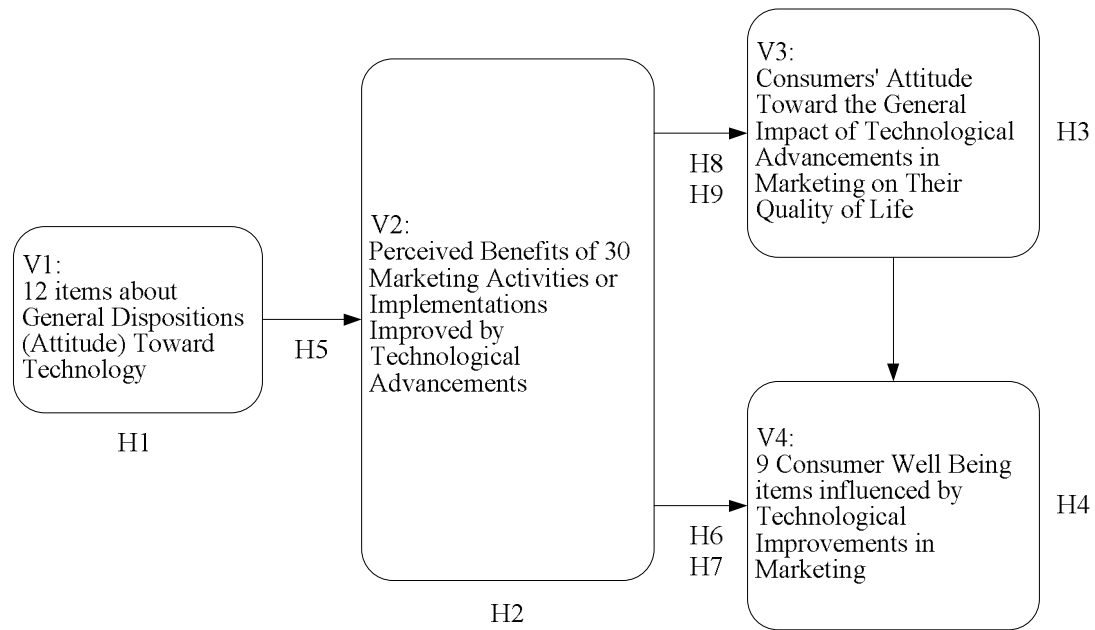 V1:
12 items about
General Dispositions
(Attitude) Toward
Technology
H1
H5
V2:
Perceived Benefits of 30
Marketing Activities or
Implementations
Improved by
Technological
Advancements
H2
H8
H9
V3:
Consumers' Attitude
Toward the General
Impact of Technological
Advancements in
Marketing on Their
Quality of Life
H3
H6
H7
V4:
9 Consumer Well Being
items influenced by
Technological
Improvements in
Marketing
H4